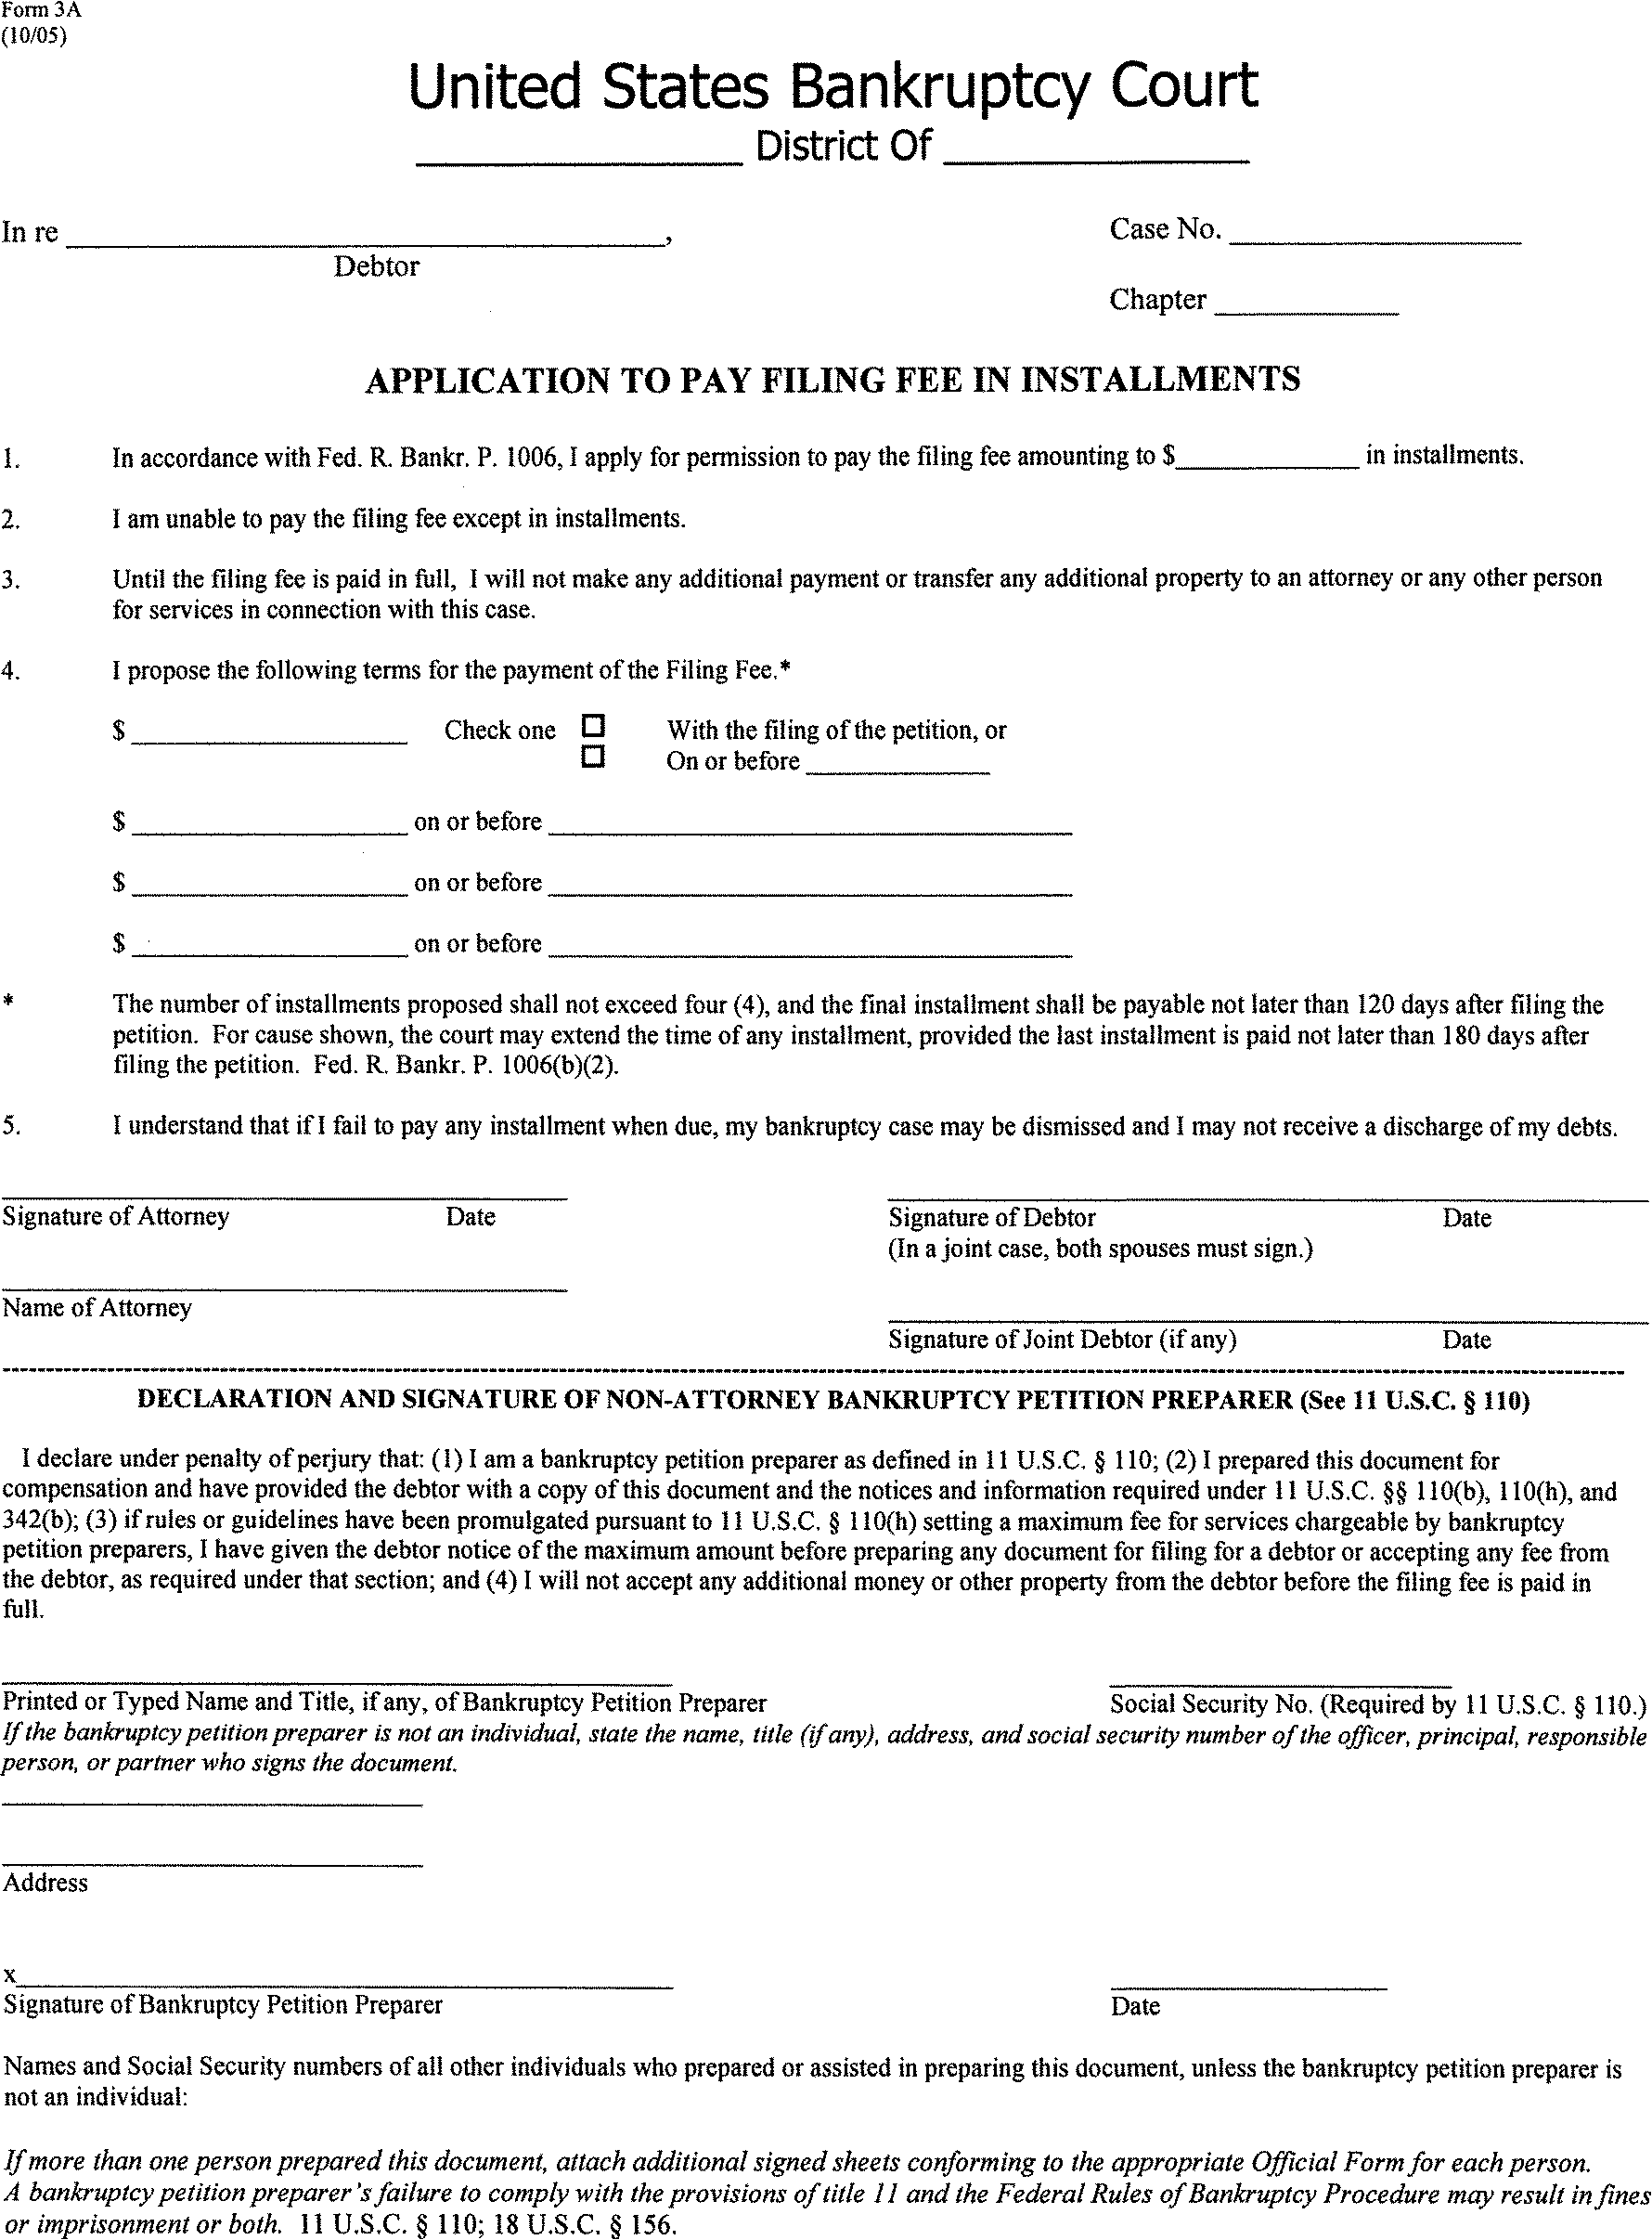 Form 3A
(10/05)
United States Bankruptcy Court
_______________ District Of _______________
In re ______________________________, Case No. _______________
Debtor
Chapter __________
APPLICATION TO PAY FILING FEE IN INSTALLMENTS
1. In accordance with Fed. R. Bankr. P. 1006, I apply for permission to pay the filing fee amounting to $__________ in installments.
2. I am unable to pay the filing fee except in installments.
3. Until the filing fee is paid in full, I will not make any additional payment or transfer any additional property to an attorney or any other person
for services in connection with this case.
4. I propose the following terms for the payment of the Filing Fee.*
$ _______________ Check one ☐ With the filing of the petition, or
☐ On or before __________
$ _______________ on or before ______________________________
$ _______________ on or before ______________________________
$ _______________ on or before ______________________________
* The number of installments proposed shall not exceed four (4), and the final installment shall be payable not later than 120 days after filing the
petition. For cause shown, the court may extend the time of any installment, provided the last installment is paid not later than 180 days after
filing the petition. Fed. R. Bankr. P. 1006(b)(2).
5. I understand that if I fail to pay any installment when due, my bankruptcy case may be dismissed and I may not receive a discharge of my debts.
Signature of Attorney Date Signature of Debtor Date
(In a joint case, both spouses must sign.)
Name of Attorney
Signature of Joint Debtor (if any) Date
DECLARATION AND SIGNATURE OF NON-ATTORNEY BANKRUPTCY PETITION PREPARER (See 11 U.S.C. § 110)
I declare under penalty of perjury that: (1) I am a bankruptcy petition preparer as defined in 11 U.S.C. § 110; (2) I prepared this document for
compensation and have provided the debtor with a copy of this document and the notices and information required under 11 U.S.C. §§ 110(b), 110(h), and
342(b); (3) if rules or guidelines have been promulgated pursuant to 11 U.S.C. § 110(h) setting a maximum fee for services chargeable by bankruptcy
petition preparers, I have given the debtor notice of the maximum amount before preparing any document for filing for a debtor or accepting any fee from
the debtor, as required under that section; and (4) I will not accept any additional money or other property from the debtor before the filing fee is paid in
full.
Printed or Typed Name and Title, if any, of Bankruptcy Petition Preparer Social Security No. (Required by 11 U.S.C. § 110.)
If the bankruptcy petition preparer is not an individual, state the name, title (if any), address, and social security number of the officer, principal, responsible
person, or partner who signs the document.
Address
x______________________________
Signature of Bankruptcy Petition Preparer Date
Names and Social Security numbers of all other individuals who prepared or assisted in preparing this document, unless the bankruptcy petition preparer is
not an individual:
If more than one person prepared this document, attach additional signed sheets conforming to the appropriate Official Form for each person.
A bankruptcy petition preparer's failure to comply with the provisions of title 11 and the Federal Rules of Bankruptcy Procedure may result in fines
or imprisonment or both. 11 U.S.C. § 110; 18 U.S.C. § 156.